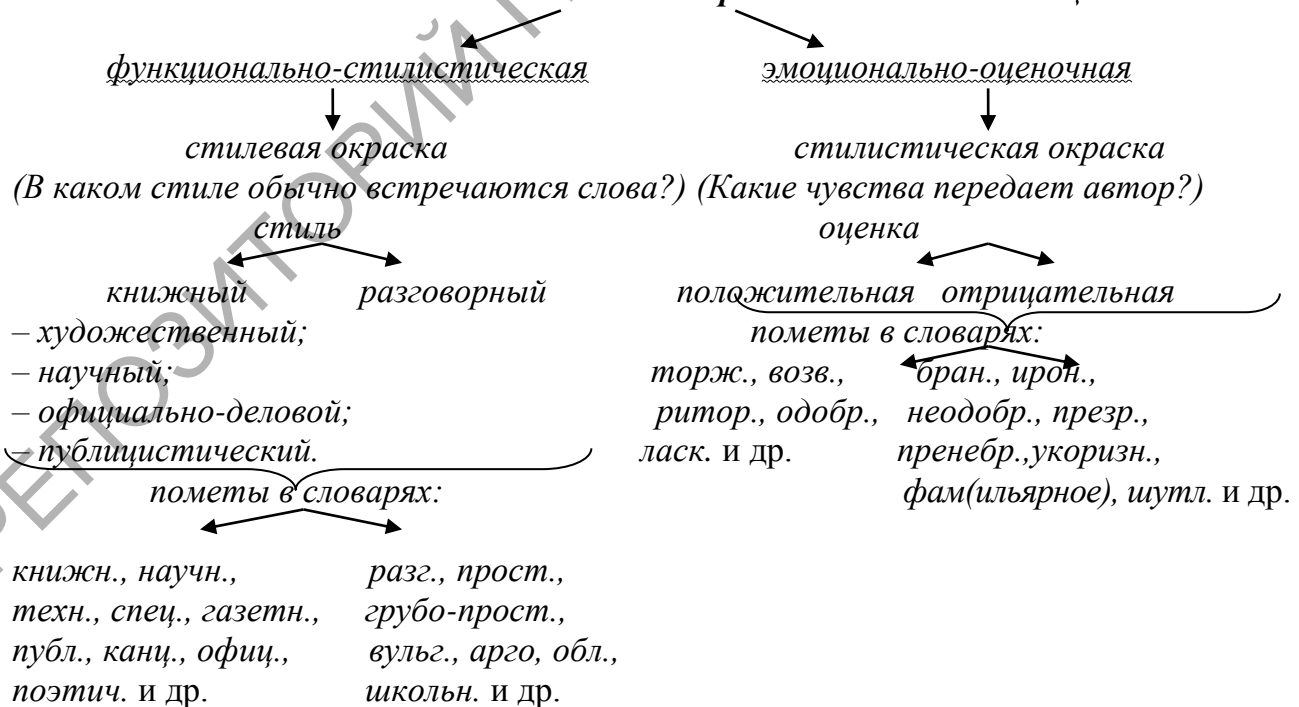 функционально-стилистическая эмоционально-оценочная
стилевая окраска стилистическая окраска
(В каком стиле обычно встречаются слова?) (Какие чувства передает автор?)
стиль оценка
книжный разговорный положительная отрицательная
– художественный; пометы в словарях:
– научный; торж., возв., бран., ирон.,
– официально-деловой; ритор., одобр., неодобр., презр.,
– публицистический. ласк. и др. пренебр.,укоризн.,
пометы в словарях: фам(ильярное), шутл. и др.
книжн., научн., разг., прост.,
техн., спец., газетн., грубо-прост.,
публ., канц., офиц., вульг., арго, обл.,
поэтич. и др. школьн. и др.
РЕПОЗИТОРИЙ